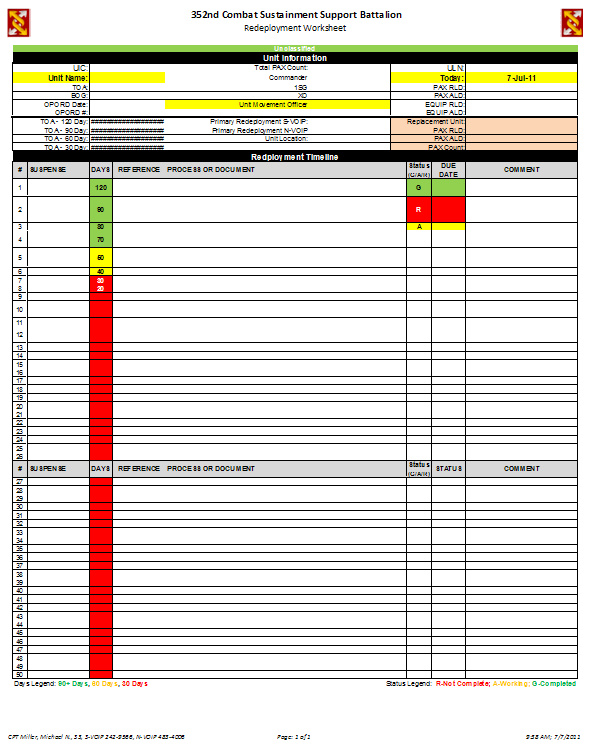 352nd Combat Sustainment Support Battalion
Redeployment Worksheet
Unclassified
Unit Information
UIC: Total PAX Count: ULN:
Unit Name: Commander Today: 7-Jul-11
TOA: 1SG PAX RLD:
BOG: XO PAX ALD:
OPORD Date: Unit Movement Officer EQUIP RLD:
OPORD #: EQUIP ALD:
TOA - 120 Day: ################### Primary Redeployment S-VOIP: Replacement Unit:
TOA - 90 Day: ################### Primary Redeployment N-VOIP PAX RLD:
TOA - 60 Day: ################### Unit Location: PAX ALD:
TOA - 30 Day: ################### PAX Count:
Redployment Timeline
# SUSPENSE DAYS REFERENCE PROCESS OR DOCUMENT Status (G/A/R) DUE DATE COMMENT
1 120 G
2 90 R
3 80 A
4 70
5 60
6 40
7 30
8 20
9
10
11
12
13
14
15
16
17
18
19
20
21
22
23
24
25
26
# SUSPENSE DAYS REFERENCE PROCESS OR DOCUMENT Status (G/A/R) STATUS COMMENT
27
28
29
30
31
32
33
34
35
36
37
38
39
40
41
42
43
44
45
46
47
48
49
50
Days Legend: 90+ Days, 60 Days, 30 Days Status Legend: R-Not Complete; A-Working; G-Completed
CPT Miller, Michael N., S3, S-VOIP 242-9566, N-VOIP 483-4006 Page: 1 of 1 9:58 AM; 7/7/2011